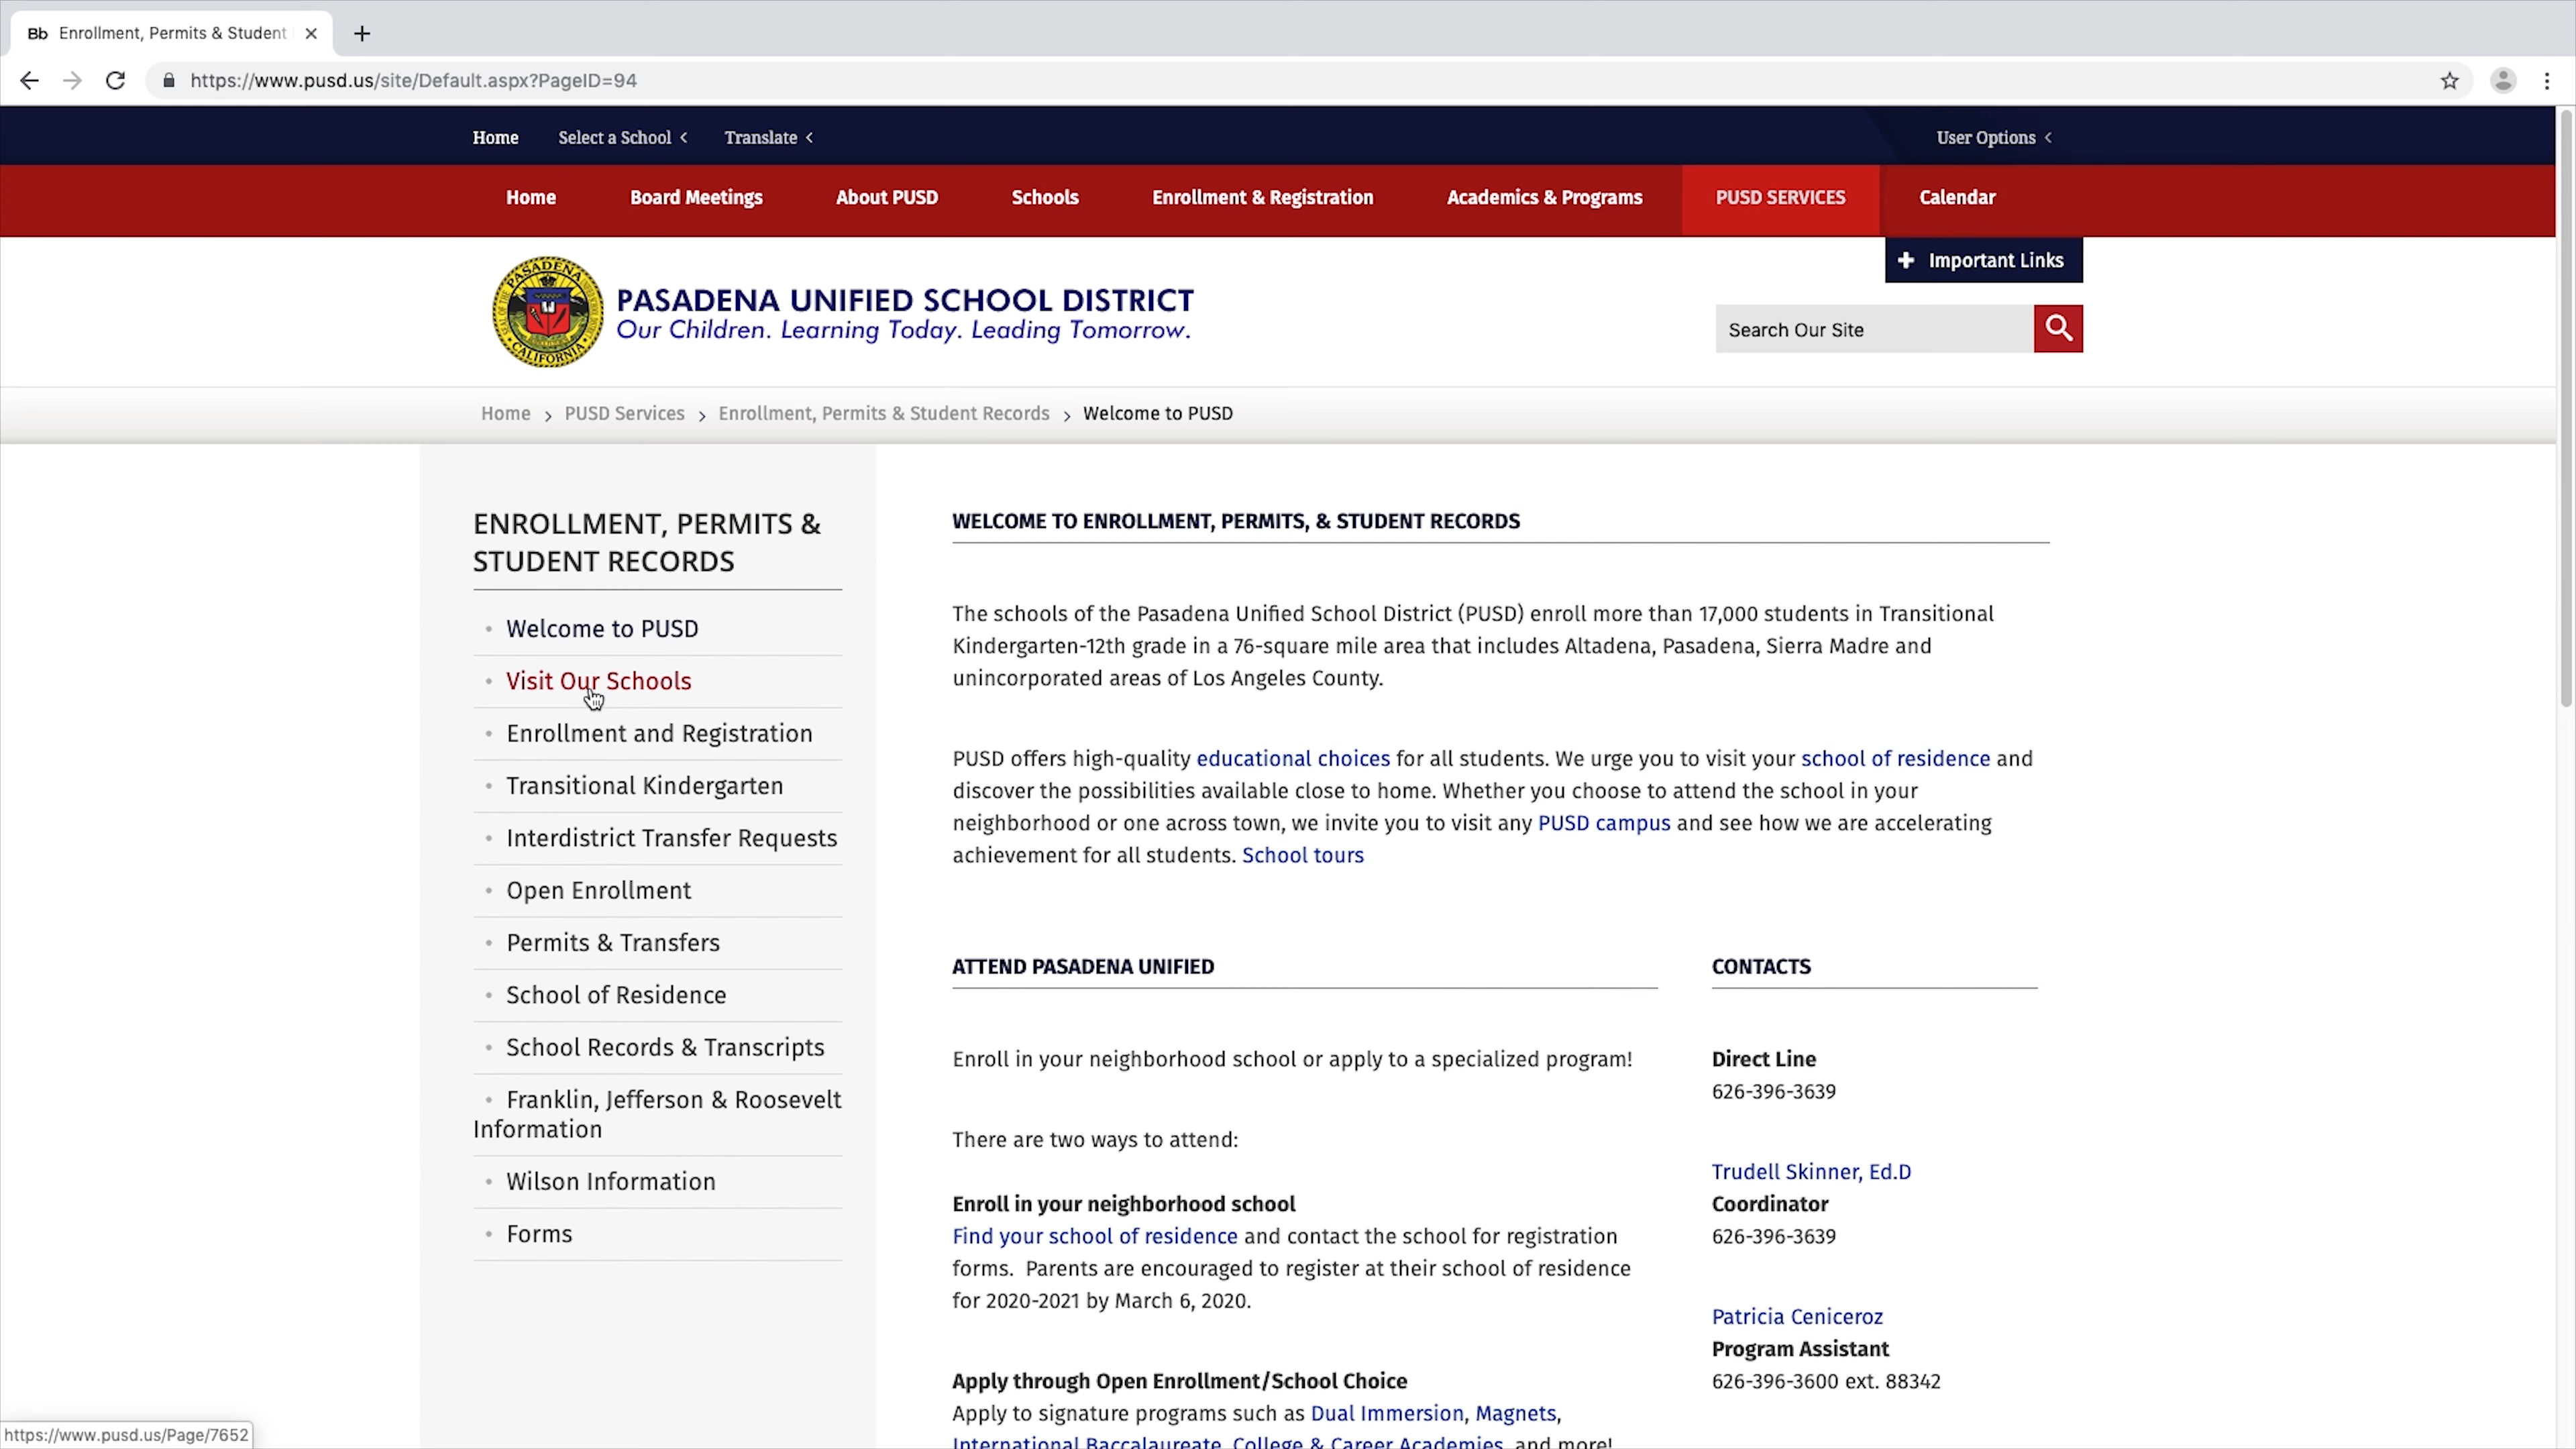 Bb Enrollment, Permits & Student
https://www.pusd.us/site/Default.aspx?PageID=94
Home Select a School Translate User Options
Home Board Meetings About PUSD Schools Enrollment & Registration Academics & Programs PUSD SERVICES Calendar
+ Important Links
PASADENA CALIFORNIA
PASADENA UNIFIED SCHOOL DISTRICT
Our Children. Learning Today. Leading Tomorrow.
Search Our Site
Home > PUSD Services > Enrollment, Permits & Student Records > Welcome to PUSD
ENROLLMENT, PERMITS &
STUDENT RECORDS
Welcome to PUSD
Visit Our Schools
Enrollment and Registration
Transitional Kindergarten
Interdistrict Transfer Requests
Open Enrollment
Permits & Transfers
School of Residence
School Records & Transcripts
Franklin, Jefferson & Roosevelt
Information
Wilson Information
Forms
WELCOME TO ENROLLMENT, PERMITS, & STUDENT RECORDS
The schools of the Pasadena Unified School District (PUSD) enroll more than 17,000 students in Transitional
Kindergarten-12th grade in a 76-square mile area that includes Altadena, Pasadena, Sierra Madre and
unincorporated areas of Los Angeles County.
PUSD offers high-quality educational choices for all students. We urge you to visit your school of residence and
discover the possibilities available close to home. Whether you choose to attend the school in your
neighborhood or one across town, we invite you to visit any PUSD campus and see how we are accelerating
achievement for all students. School tours
ATTEND PASADENA UNIFIED
Enroll in your neighborhood school or apply to a specialized program!
There are two ways to attend:
Enroll in your neighborhood school
Find your school of residence and contact the school for registration
forms. Parents are encouraged to register at their school of residence
for 2020-2021 by March 6, 2020.
Apply through Open Enrollment/School Choice
Apply to signature programs such as Dual Immersion, Magnets,
International Baccalaureate, College & Career Academies, and more!
CONTACTS
Direct Line
626-396-3639
Trudell Skinner, Ed.D
Coordinator
626-396-3639
Patricia Ceniceroz
Program Assistant
626-396-3600 ext. 88342
https://www.pusd.us/Page/7652